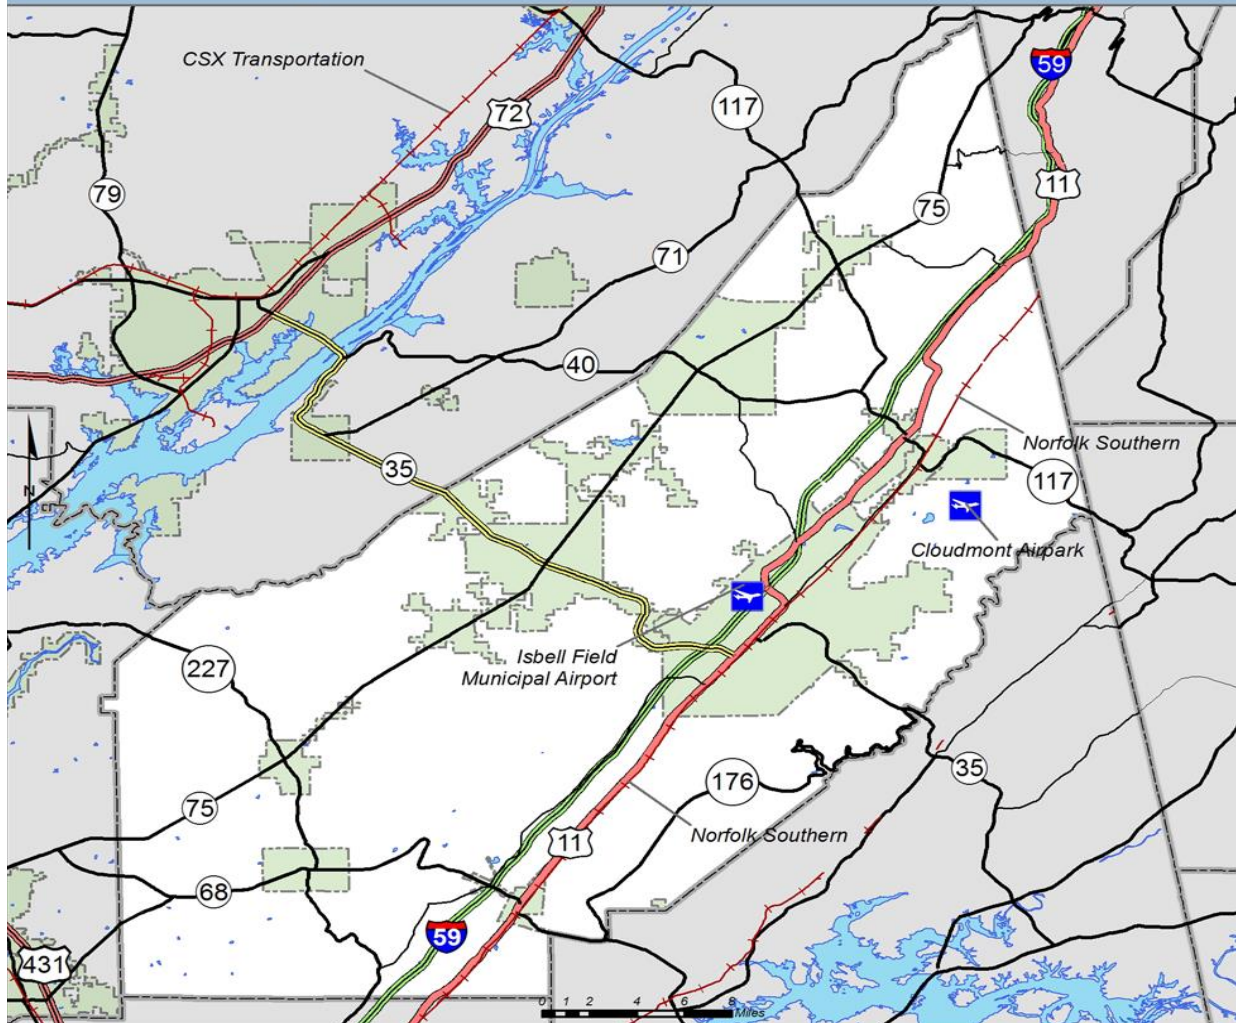 59
CSX Transportation
72
117
11
79
75
71
40
Norfolk Southern
35
117
N
Cloudmont Airpark
Isbell Field
Municipal Airport
227
35
176
75
Norfolk Southern
11
68
59
431
0 1 2 4 6 8
Miles